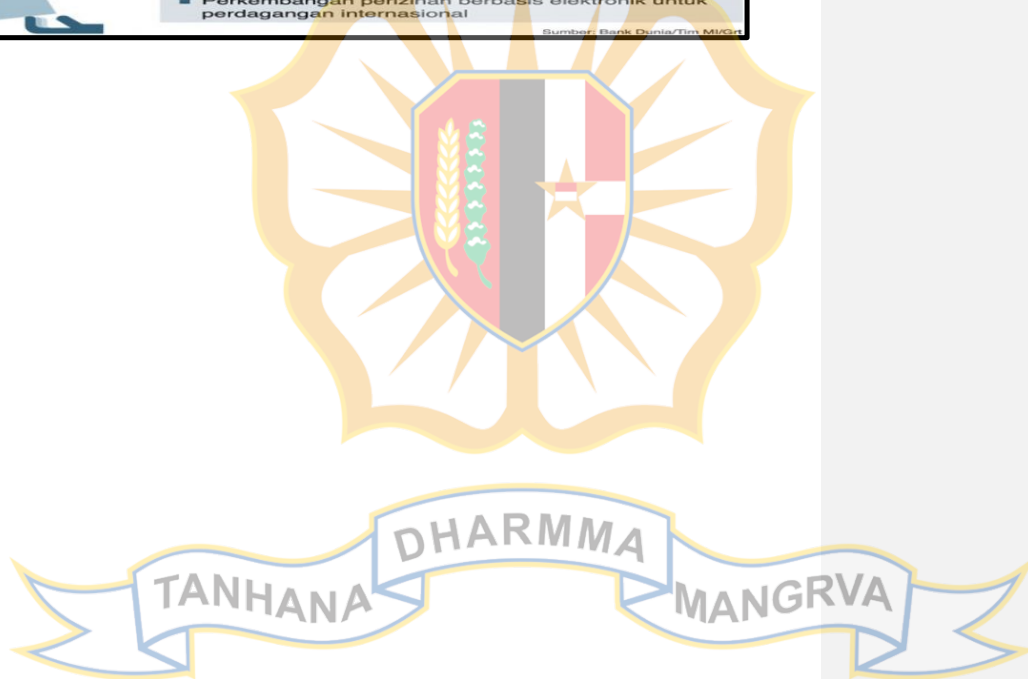 Perkembangan perizinan berbasis elektronik untuk
perdagangan internasional
Sumber: Bank Dunia/Tim MI/Grt
TANHANA DHARMMA MANGRVA